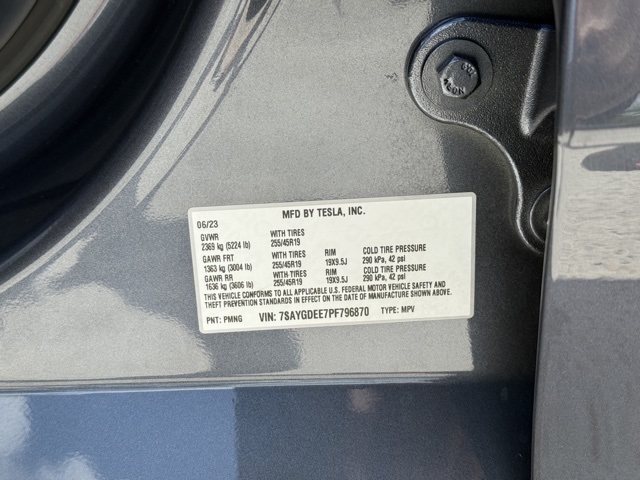 MFD BY TESLA, INC.
06/23
GVWR WITH TIRES
2369 kg (5224 lb) 255/45R19
GAWR FRT WITH TIRES RIM COLD TIRE PRESSURE
1363 kg (3004 lb) 255/45R19 19X9.5J 290 kPa, 42 psi
GAWR RR WITH TIRES RIM COLD TIRE PRESSURE
1636 kg (3606 lb) 255/45R19 19X9.5J 290 kPa, 42 psi
THIS VEHICLE CONFORMS TO ALL APPLICABLE U.S. FEDERAL MOTOR VEHICLE SAFETY AND
THEFT PREVENTION STANDARDS IN EFFECT ON THE DATE OF MANUFACTURE SHOWN ABOVE.
PNT: PMNG VIN: 7SAYGDEE7PF796870 TYPE: MPV